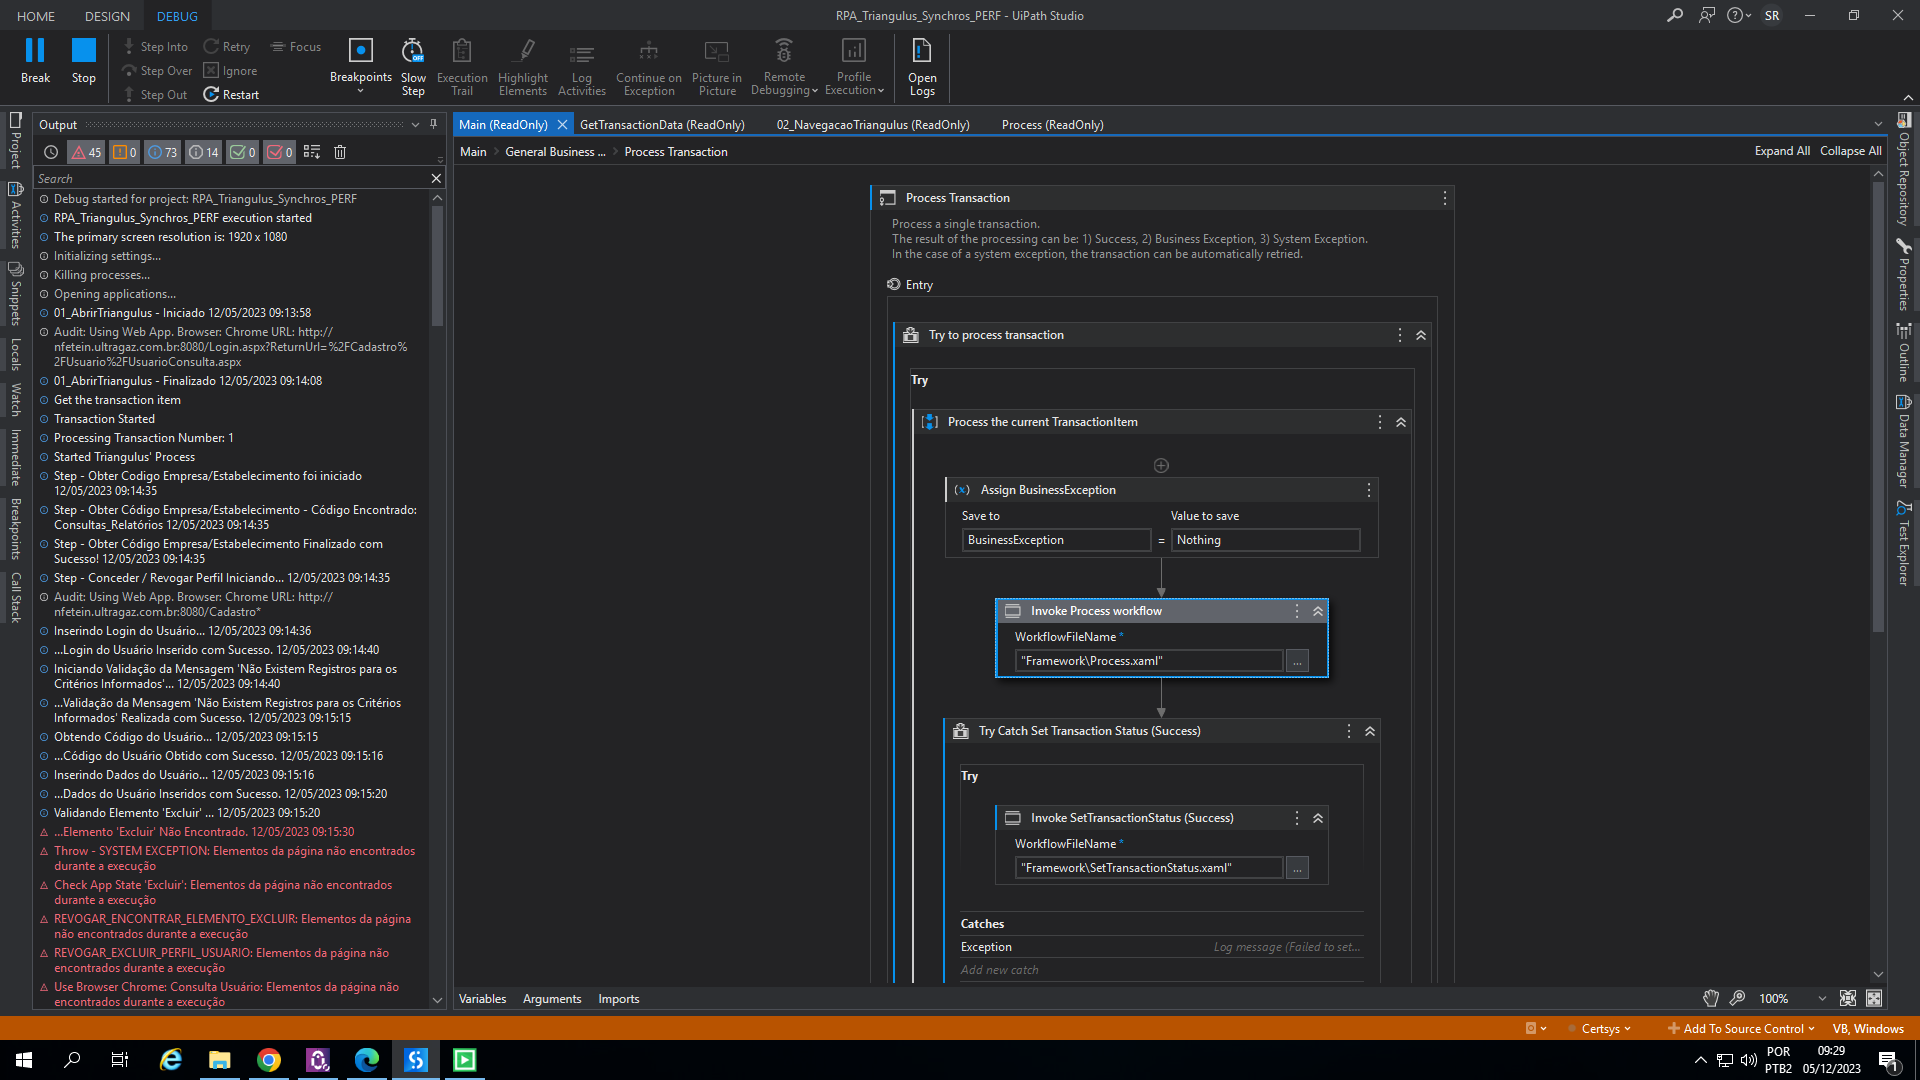 HOME DESIGN DEBUG
RPA_Triangulus_Synchros_PERF - UiPath Studio
SR
Break
Stop
Step Into
Step Over
Step Out
Retry
Ignore
Restart
Focus
Breakpoints
Slow
Step
Execution
Trail
Highlight
Elements
Log
Activities
Continue on
Exception
Picture in
Picture
Remote
Debugging
Profile
Execution
Open
Logs
Project
Activities
Snippets
Locals
Watch
Immediate
Breakpoints
Call Stack
Output
45 0 73 14 0 0
Search
Debug started for project: RPA_Triangulus_Synchros_PERF
RPA_Triangulus_Synchros_PERF execution started
The primary screen resolution is: 1920 x 1080
Initializing settings...
Killing processes...
Opening applications...
01_AbrirTriangulus - Iniciado 12/05/2023 09:13:58
Audit: Using Web App. Browser: Chrome URL: http://
nfetein.ultragaz.com.br:8080/Login.aspx?ReturnUrl=%2FCadastro%
2FUsuario%2FUsuarioConsulta.aspx
01_AbrirTriangulus - Finalizado 12/05/2023 09:14:08
Get the transaction item
Transaction Started
Processing Transaction Number: 1
Started Triangulus' Process
Step - Obter Codigo Empresa/Estabelecimento foi iniciado
12/05/2023 09:14:35
Step - Obter Código Empresa/Estabelecimento - Código Encontrado:
Consultas_Relatórios 12/05/2023 09:14:35
Step - Obter Código Empresa/Estabelecimento Finalizado com
Sucesso! 12/05/2023 09:14:35
Step - Conceder / Revogar Perfil Iniciando... 12/05/2023 09:14:35
Audit: Using Web App. Browser: Chrome URL: http://
nfetein.ultragaz.com.br:8080/Cadastro*
Inserindo Login do Usuário... 12/05/2023 09:14:36
...Login do Usuário Inserido com Sucesso. 12/05/2023 09:14:40
Iniciando Validação da Mensagem 'Não Existem Registros para os
Critérios Informados'... 12/05/2023 09:14:40
...Validação da Mensagem 'Não Existem Registros para os Critérios
Informados' Realizada com Sucesso. 12/05/2023 09:15:15
Obtendo Código do Usuário... 12/05/2023 09:15:15
...Código do Usuário Obtido com Sucesso. 12/05/2023 09:15:16
Inserindo Dados do Usuário... 12/05/2023 09:15:16
...Dados do Usuário Inseridos com Sucesso. 12/05/2023 09:15:20
Validando Elemento 'Excluir' ... 12/05/2023 09:15:20
...Elemento 'Excluir' Não Encontrado. 12/05/2023 09:15:30
Throw - SYSTEM EXCEPTION: Elementos da página não encontrados
durante a execução
Check App State 'Excluir': Elementos da página não encontrados
durante a execução
REVOGAR_ENCONTRAR_ELEMENTO_EXCLUIR: Elementos da página
não encontrados durante a execução
REVOGAR_EXCLUIR_PERFIL_USUARIO: Elementos da página não
encontrados durante a execução
Use Browser Chrome: Consulta Usuário: Elementos da página não
encontrados durante a execução
Main (ReadOnly) GetTransactionData (ReadOnly) 02_NavegacaoTriangulus (ReadOnly) Process (ReadOnly)
Main General Business ... Process Transaction
Expand All Collapse All
Process Transaction
Process a single transaction.
The result of the processing can be: 1) Success, 2) Business Exception, 3) System Exception.
In the case of a system exception, the transaction can be automatically retried.
Entry
Try to process transaction
Try
Process the current TransactionItem
Assign BusinessException
Save to Value to save
BusinessException = Nothing
Invoke Process workflow
WorkflowFileName *
"Framework\Process.xaml" ...
Try Catch Set Transaction Status (Success)
Try
Invoke SetTransactionStatus (Success)
WorkflowFileName *
"Framework\SetTransactionStatus.xaml" ...
Catches
Exception Log message (Failed to set...
Add new catch
Variables Arguments Imports
100%
Object Repository
Properties
Outline
Data Manager
Test Explorer
Certsys Add To Source Control VB, Windows
POR
PTB2
09:29
05/12/2023
1